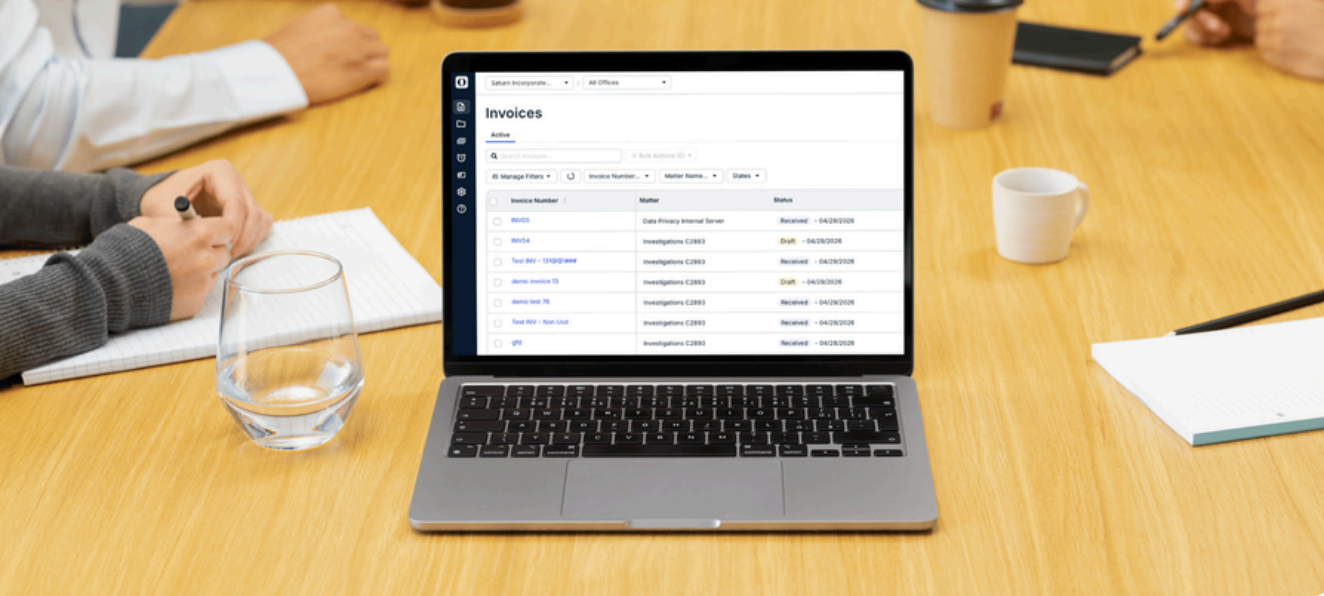 Saturn Incorporate... / All Offices
Invoices
Active
Search Invoices... Bulk Actions (0)
Manage Filters Invoice Number... Matter Name... States
Invoice Number Matter Status
INV05 Data Privacy Internal Server Received - 04/29/2026
INV04 Investigations C2893 Draft - 04/29/2026
Investigations C2893 Received - 04/29/2026
demo invoice 13 Investigations C2893 Draft - 04/29/2026
demo test 76 Investigations C2893 Received - 04/29/2026
Test INV - Non Usd Investigations C2893 Received - 04/29/2026
Investigations C2893 Received - 04/29/2026